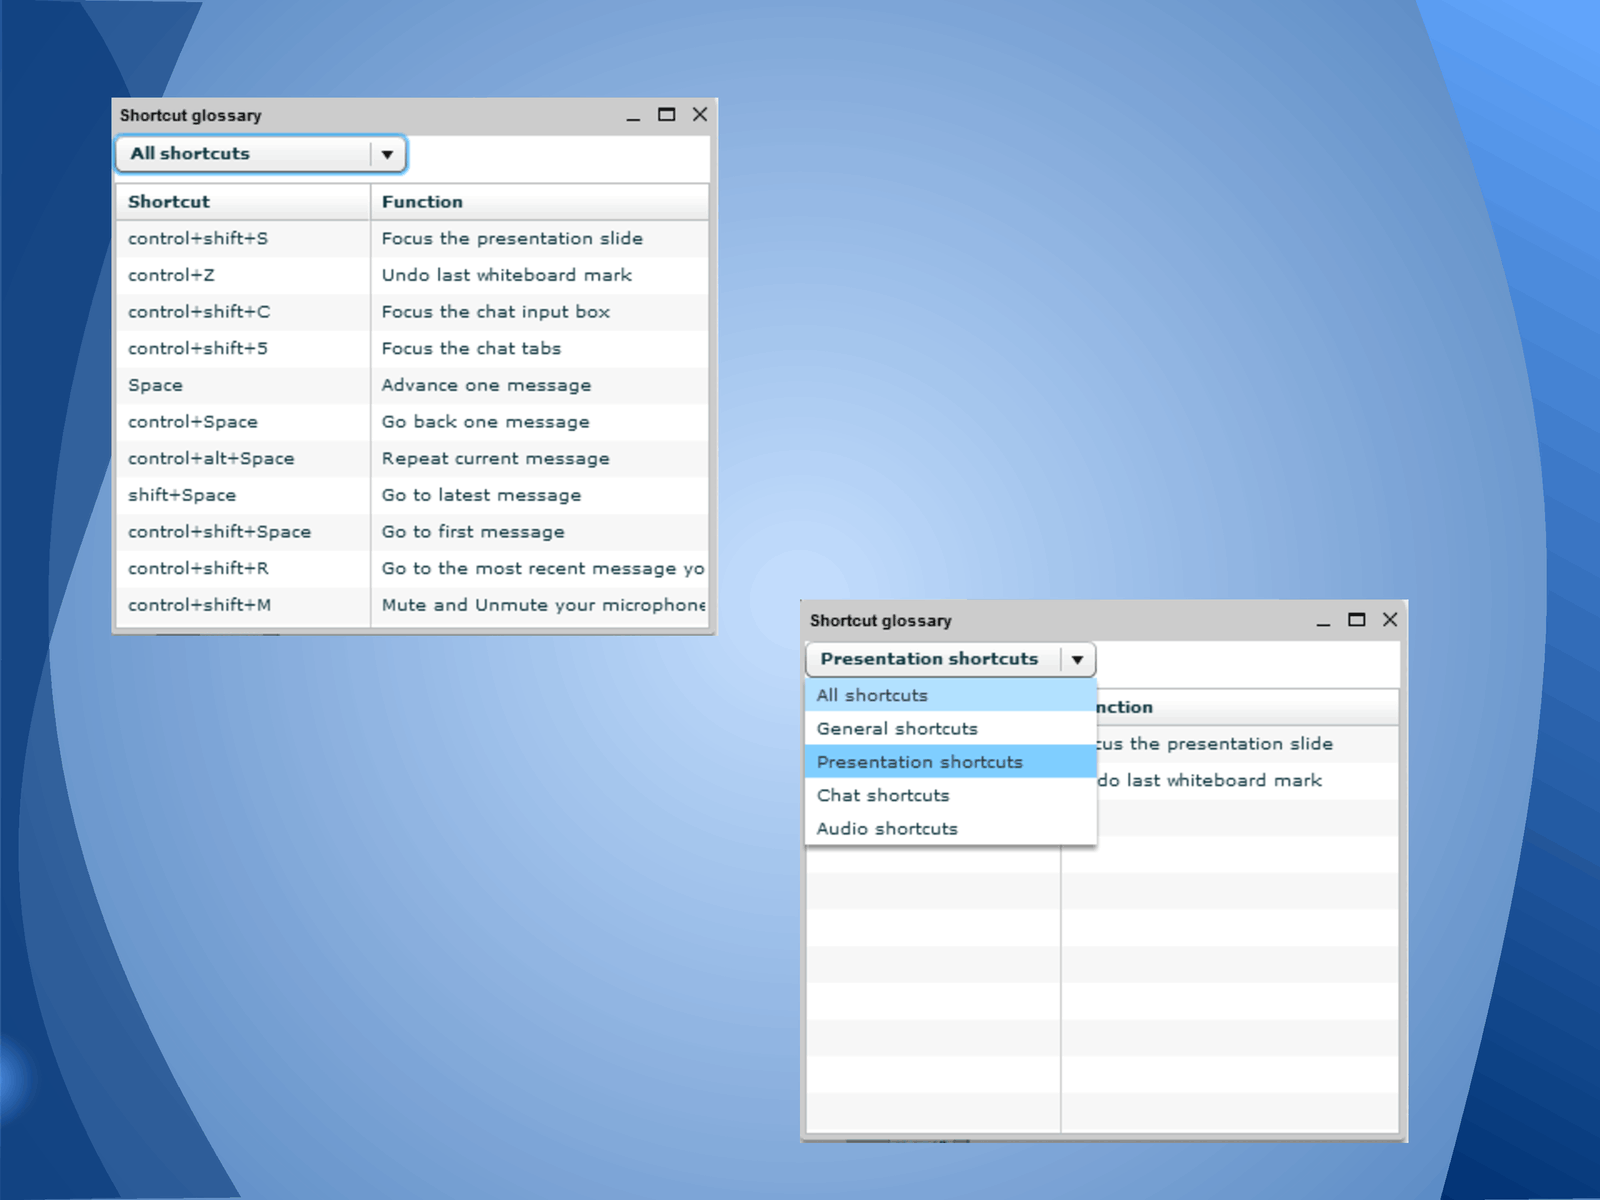 Shortcut glossary
All shortcuts
Shortcut Function
control+shift+S Focus the presentation slide
control+Z Undo last whiteboard mark
control+shift+C Focus the chat input box
control+shift+5 Focus the chat tabs
Space Advance one message
control+Space Go back one message
control+alt+Space Repeat current message
shift+Space Go to latest message
control+shift+Space Go to first message
control+shift+R Go to the most recent message yo
control+shift+M Mute and Unmute your microphone
Shortcut glossary
Presentation shortcuts
All shortcuts
nction
General shortcuts
cus the presentation slide
Presentation shortcuts
do last whiteboard mark
Chat shortcuts
Audio shortcuts